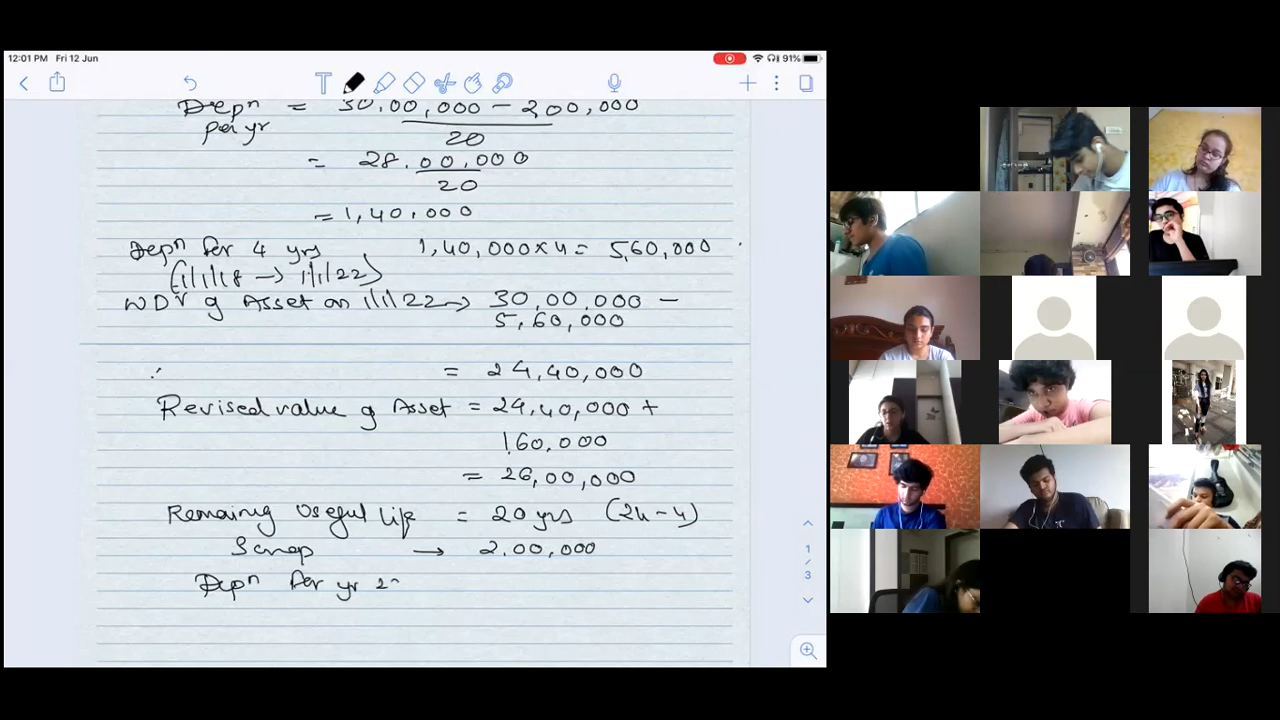 12:01 PM Fri 12 Jun
91%
T
Depn = 30,00,000 - 200,000
per yr
20
= 28,00,000
20
= 1,40,000
Depn for 4 yrs 1,40,000 x 4 = 5,60,000
(1/1/18 → 1/1/22)
WDV g Asset on 1/1/22 → 30,00,000 -
5,60,000
= 24,40,000
Revised value g Asset = 24,40,000 +
1,60,000
= 26,00,000
Remaining Useful Life = 20 yrs (24-4)
Scrap → 2,00,000
Depn for yr 22
1
/
3